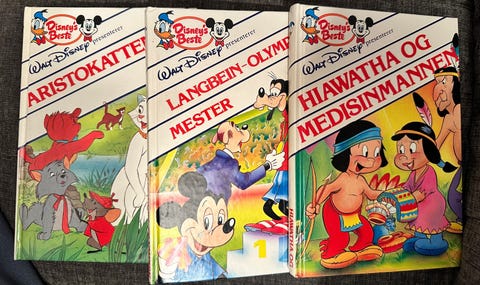 Disney's
Beste
WALT DISNEY presenterer
ARISTOKATTE
Disney's
Beste
WALT DISNEY presenterer
LANGBEIN-OLYMP
MESTER
1
Disney's
Beste
WALT DISNEY presenterer
HIAWATHA OG
MEDISINMANNEN
HIAWATHA OG